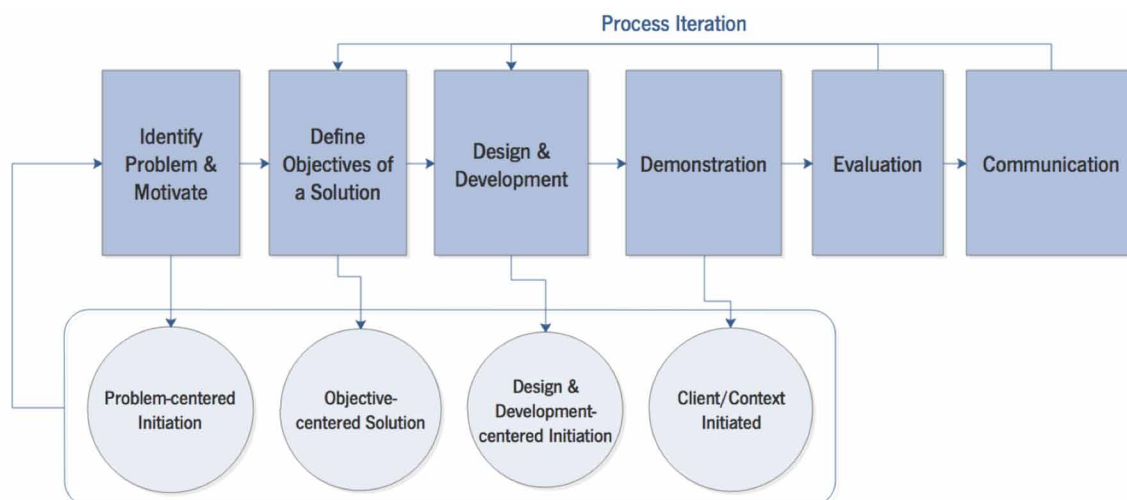 Process Iteration
Identify
Problem &
Motivate
Define
Objectives of
a Solution
Design &
Development
Demonstration
Evaluation
Communication
Problem-centered
Initiation
Objective-
centered Solution
Design &
Development-
centered Initiation
Client/Context
Initiated